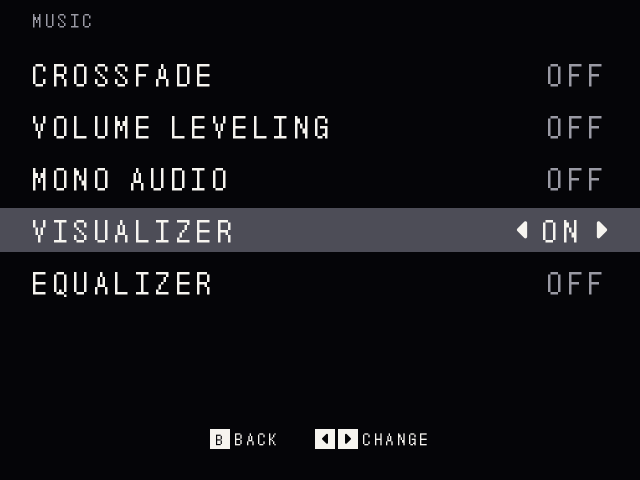 MUSIC
CROSSFADE OFF
VOLUME LEVELING OFF
MONO AUDIO OFF
VISUALIZER ON
EQUALIZER OFF
B BACK CHANGE